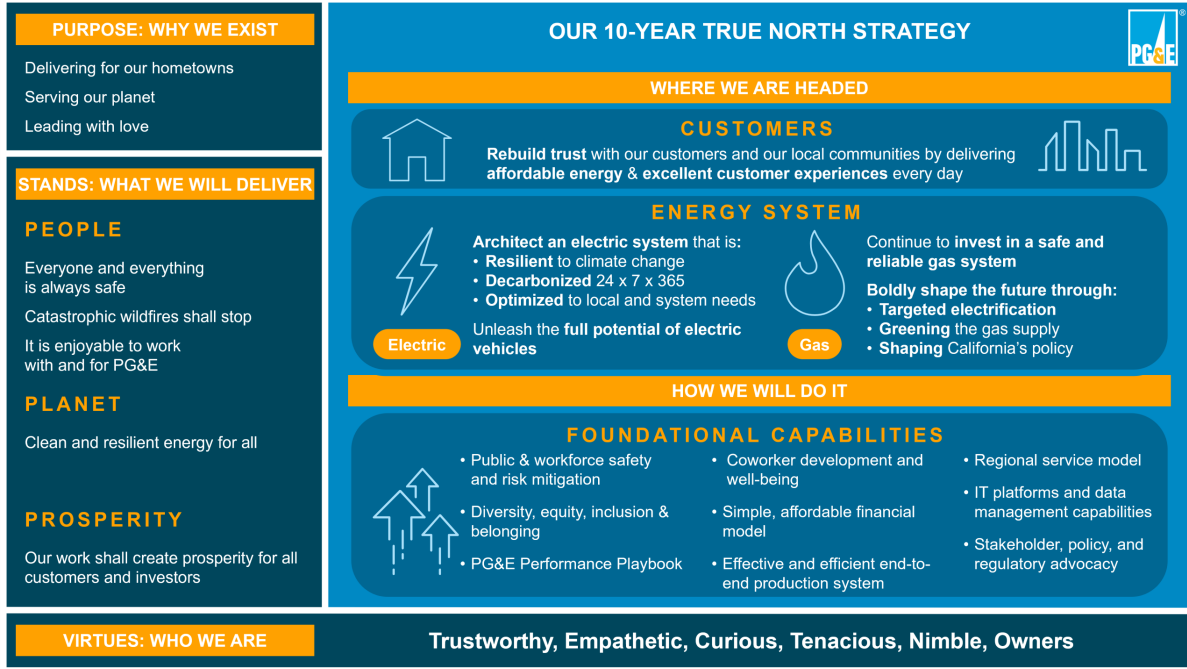 PURPOSE: WHY WE EXIST
Delivering for our hometowns
Serving our planet
Leading with love
STANDS: WHAT WE WILL DELIVER
PEOPLE
Everyone and everything
is always safe
Catastrophic wildfires shall stop
It is enjoyable to work
with and for PG&E
PLANET
Clean and resilient energy for all
PROSPERITY
Our work shall create prosperity for all
customers and investors
OUR 10-YEAR TRUE NORTH STRATEGY
PG&E ®
WHERE WE ARE HEADED
CUSTOMERS
Rebuild trust with our customers and our local communities by delivering
affordable energy & excellent customer experiences every day
ENERGY SYSTEM
Electric
Architect an electric system that is:
• Resilient to climate change
• Decarbonized 24 x 7 x 365
• Optimized to local and system needs
Unleash the full potential of electric
vehicles
Gas
Continue to invest in a safe and
reliable gas system
Boldly shape the future through:
• Targeted electrification
• Greening the gas supply
• Shaping California's policy
HOW WE WILL DO IT
FOUNDATIONAL CAPABILITIES
• Public & workforce safety
and risk mitigation
• Diversity, equity, inclusion &
belonging
• PG&E Performance Playbook
• Coworker development and
well-being
• Simple, affordable financial
model
• Effective and efficient end-to-
end production system
• Regional service model
• IT platforms and data
management capabilities
• Stakeholder, policy, and
regulatory advocacy
VIRTUES: WHO WE ARE
Trustworthy, Empathetic, Curious, Tenacious, Nimble, Owners